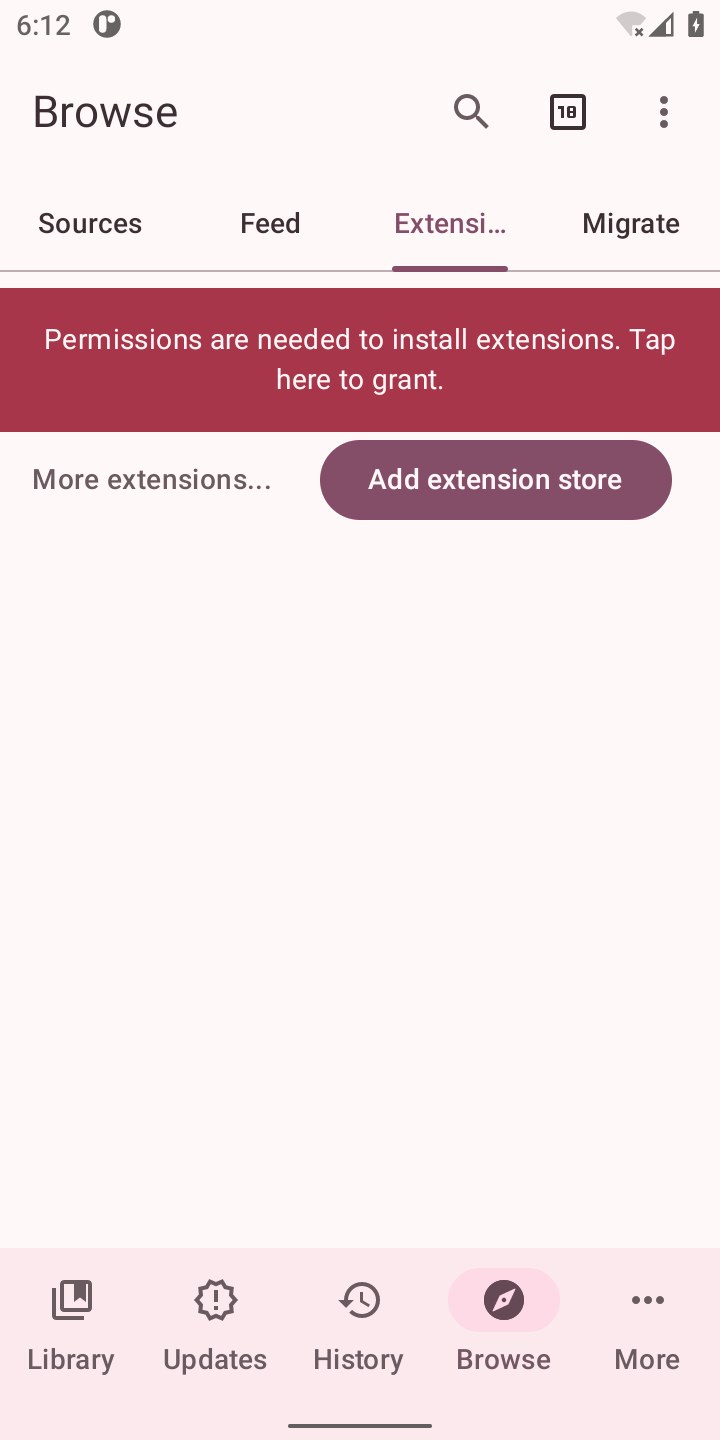 6:12
Browse
18
Sources
Feed
Extensi…
Migrate
Permissions are needed to install extensions. Tap
here to grant.
More extensions...
Add extension store
Library
Updates
History
Browse
More